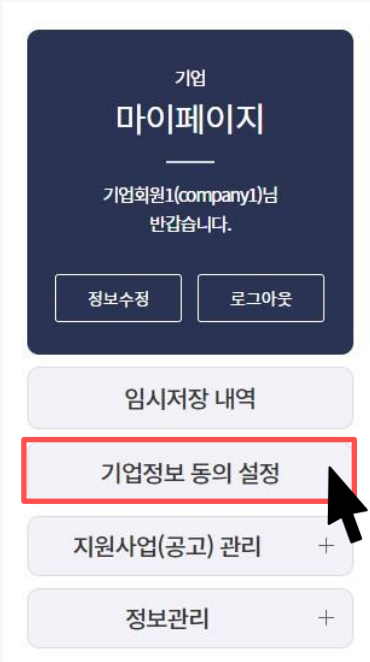 기업
마이페이지
기업회원1(company1)님
반갑습니다.
정보수정 로그아웃
임시저장 내역
기업정보 동의 설정
지원사업(공고) 관리 +
정보관리 +